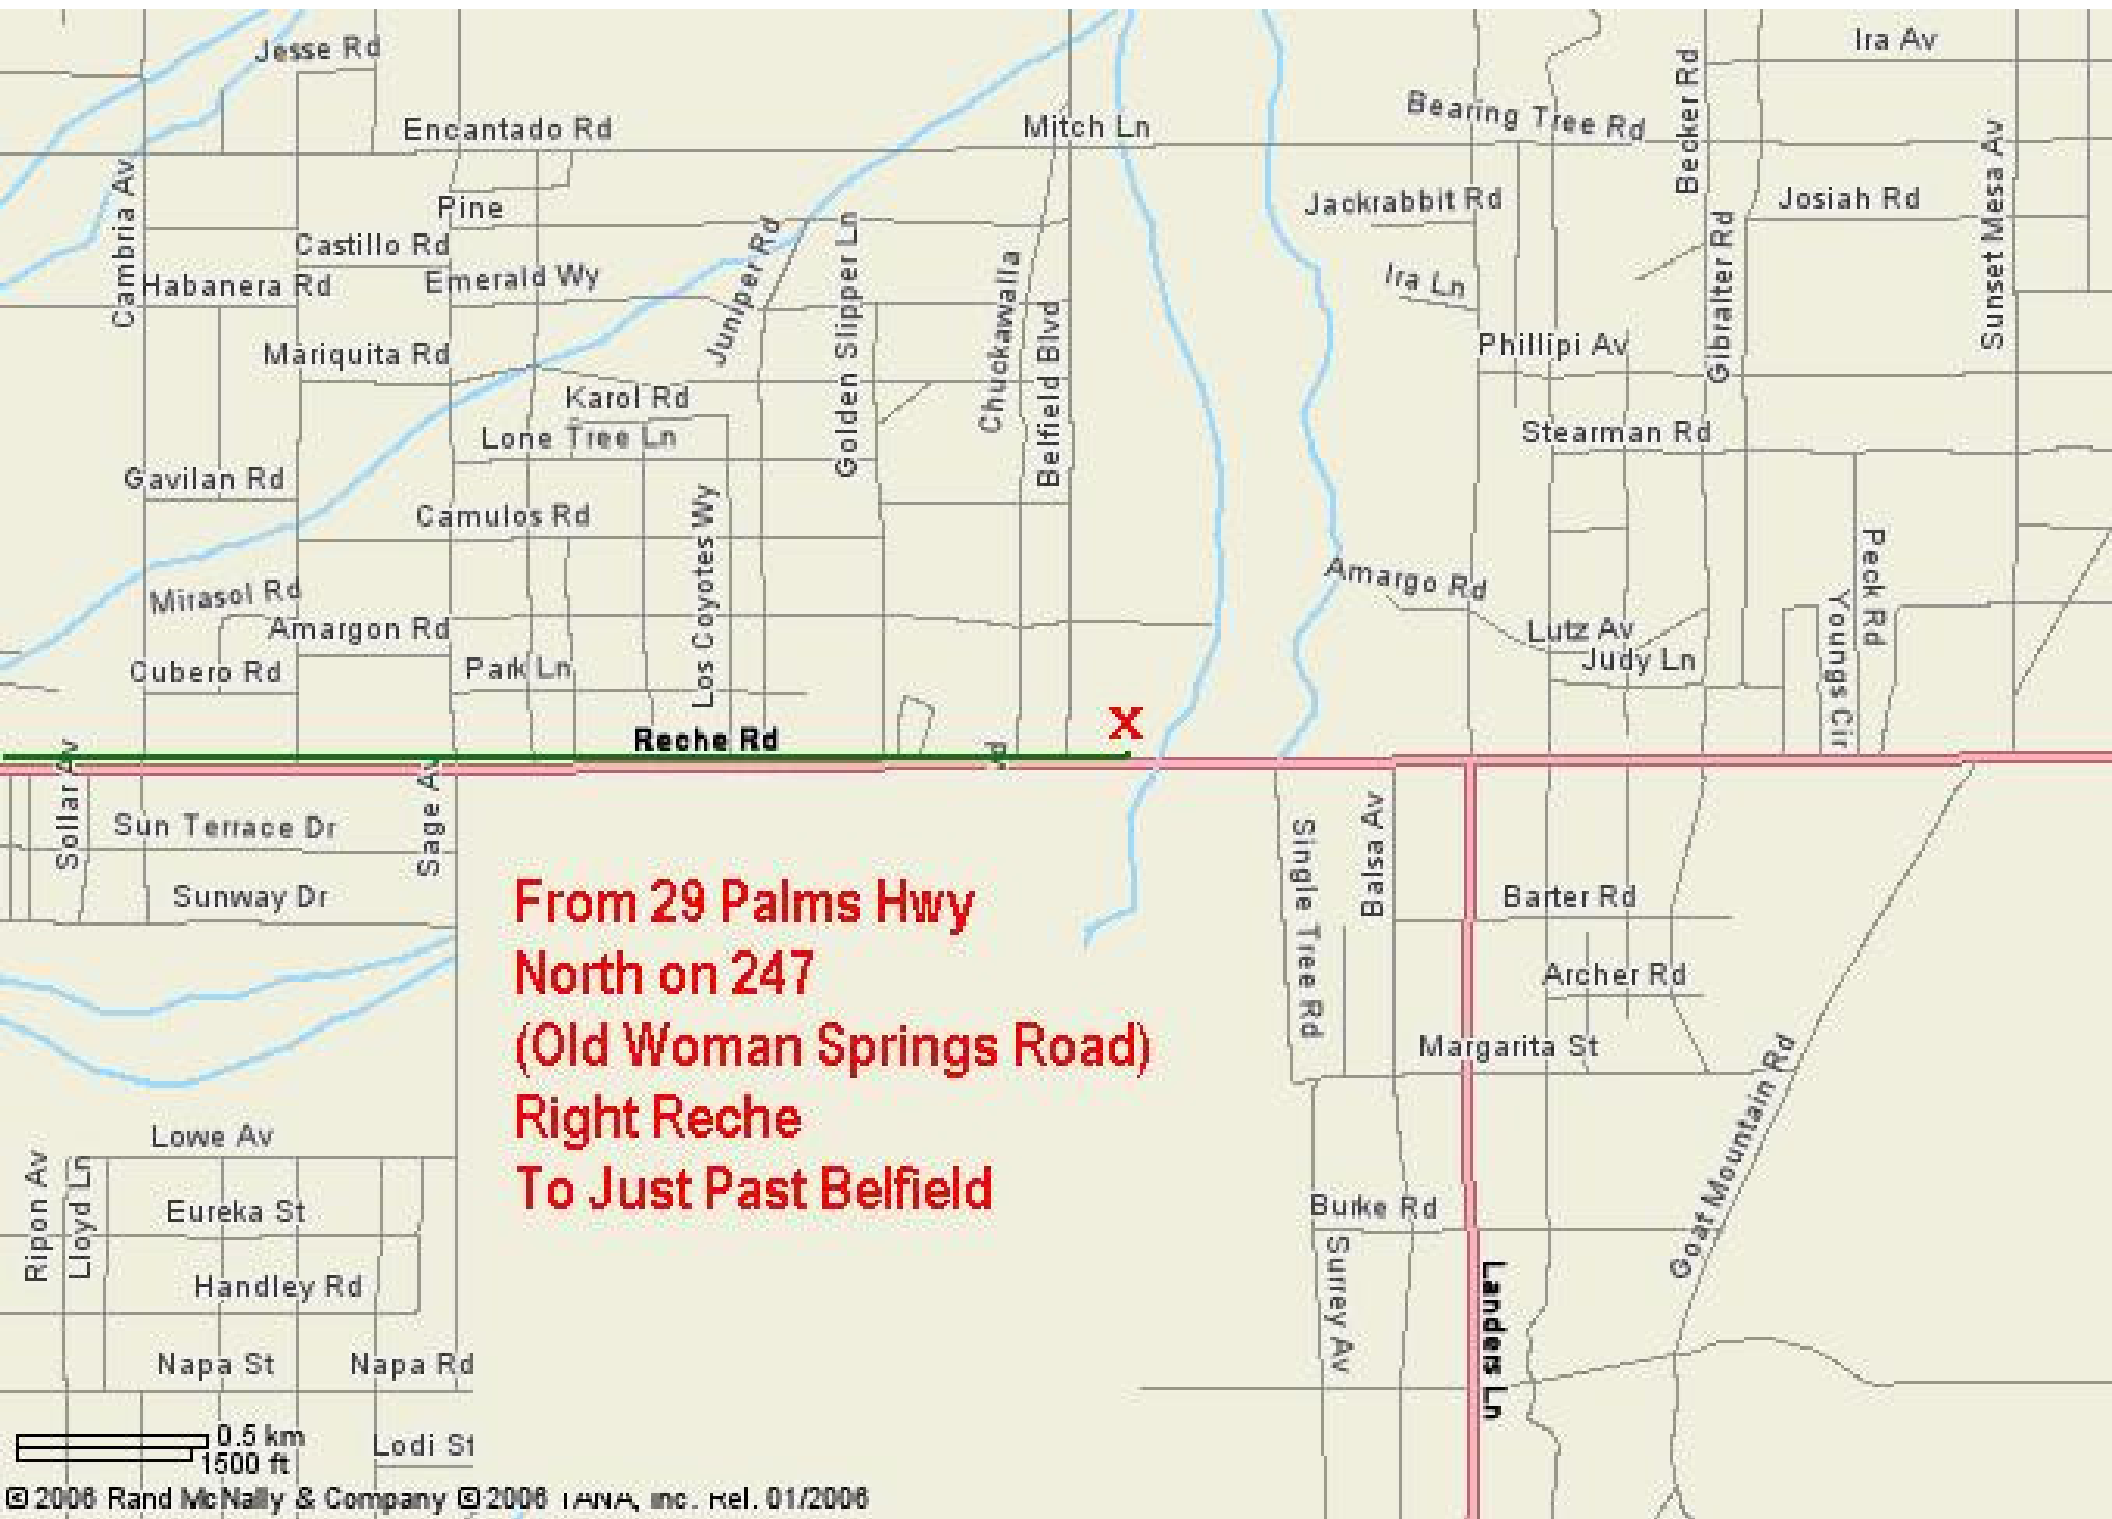 Jesse Rd
Ira Av
Becker Rd
Bearing Tree Rd
Encantado Rd
Mitch Ln
Sunset Mesa Av
Cambria Av
Jackrabbit Rd
Josiah Rd
Pine
Castillo Rd
Juniper Rd
Golden Slipper Ln
Gibralter Rd
Habanera Rd
Emerald Wy
Chuckawalla
Ira Ln
Belfield Blvd
Mariquita Rd
Phillipi Av
Karol Rd
Lone Tree Ln
Stearman Rd
Gavilan Rd
Camulos Rd
Los Coyotes Wy
Peck Rd
Mirasol Rd
Amargo Rd
Youngs Cir
Amargon Rd
Lutz Av
Cubero Rd
Park Ln
Judy Ln
X
Reche Rd
Sollar Av
Sage Av
Sun Terrace Dr
Single Tree Rd
Balsa Av
Sunway Dr
Barter Rd
From 29 Palms Hwy
North on 247
(Old Woman Springs Road)
Right Reche
To Just Past Belfield
Archer Rd
Margarita St
Goat Mountain Rd
Lowe Av
Ripon Av
Lloyd Ln
Eureka St
Burke Rd
Surrey Av
Handley Rd
Landers Ln
Napa St
Napa Rd
0.5 km
1500 ft
Lodi St
© 2006 Rand McNally & Company © 2006 TANA, Inc. Rel. 01/2006